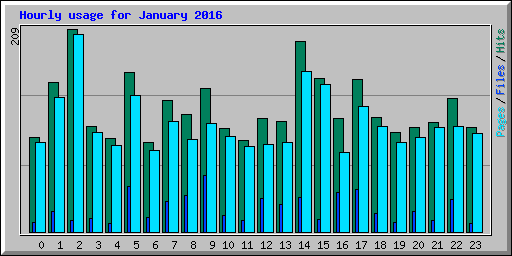 Hourly usage for January 2016
209
Pages / Files / Hits
0 1 2 3 4 5 6 7 8 9 10 11 12 13 14 15 16 17 18 19 20 21 22 23